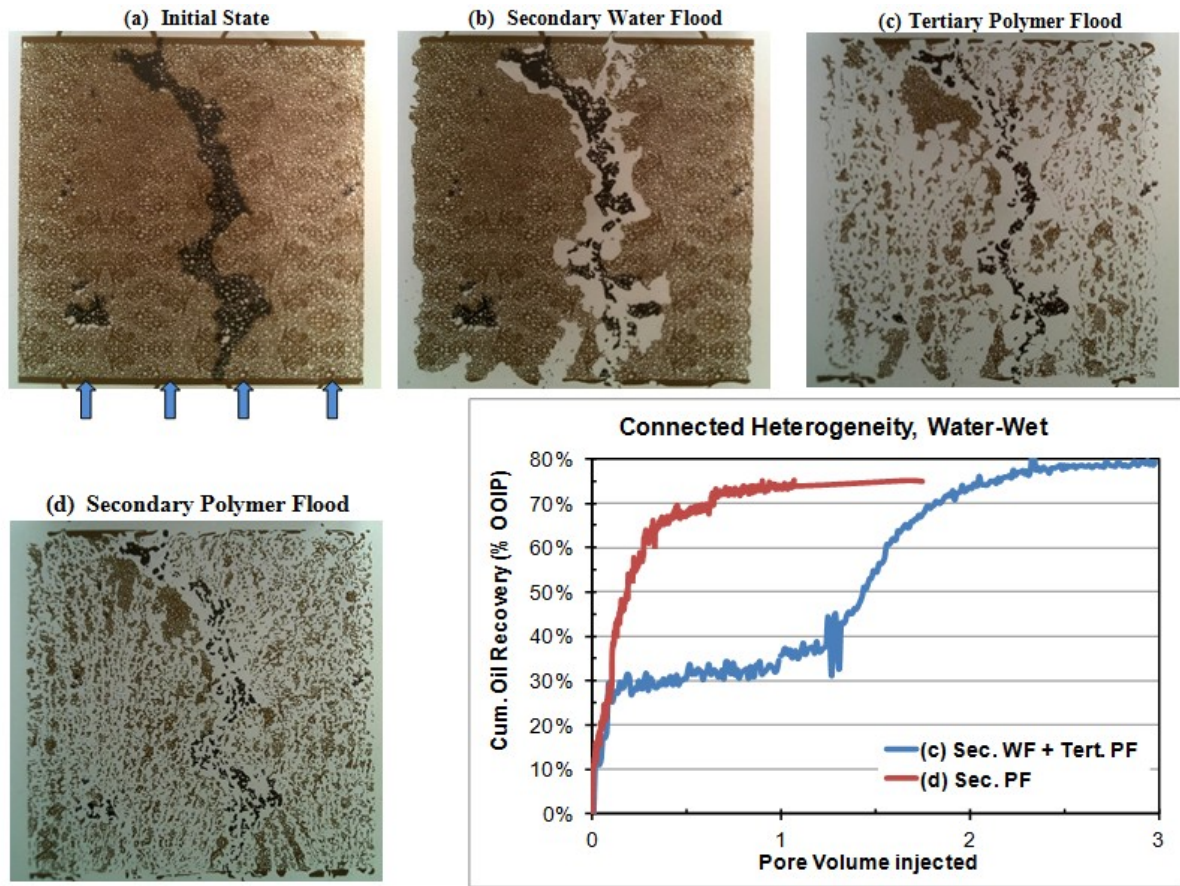 (a) Initial State
(b) Secondary Water Flood
(c) Tertiary Polymer Flood
(d) Secondary Polymer Flood
Connected Heterogeneity, Water-Wet
Cum. Oil Recovery (% OOIP)
80%
70%
60%
50%
40%
30%
20%
10%
0%
(c) Sec. WF + Tert. PF
(d) Sec. PF
0 1 2 3
Pore Volume injected